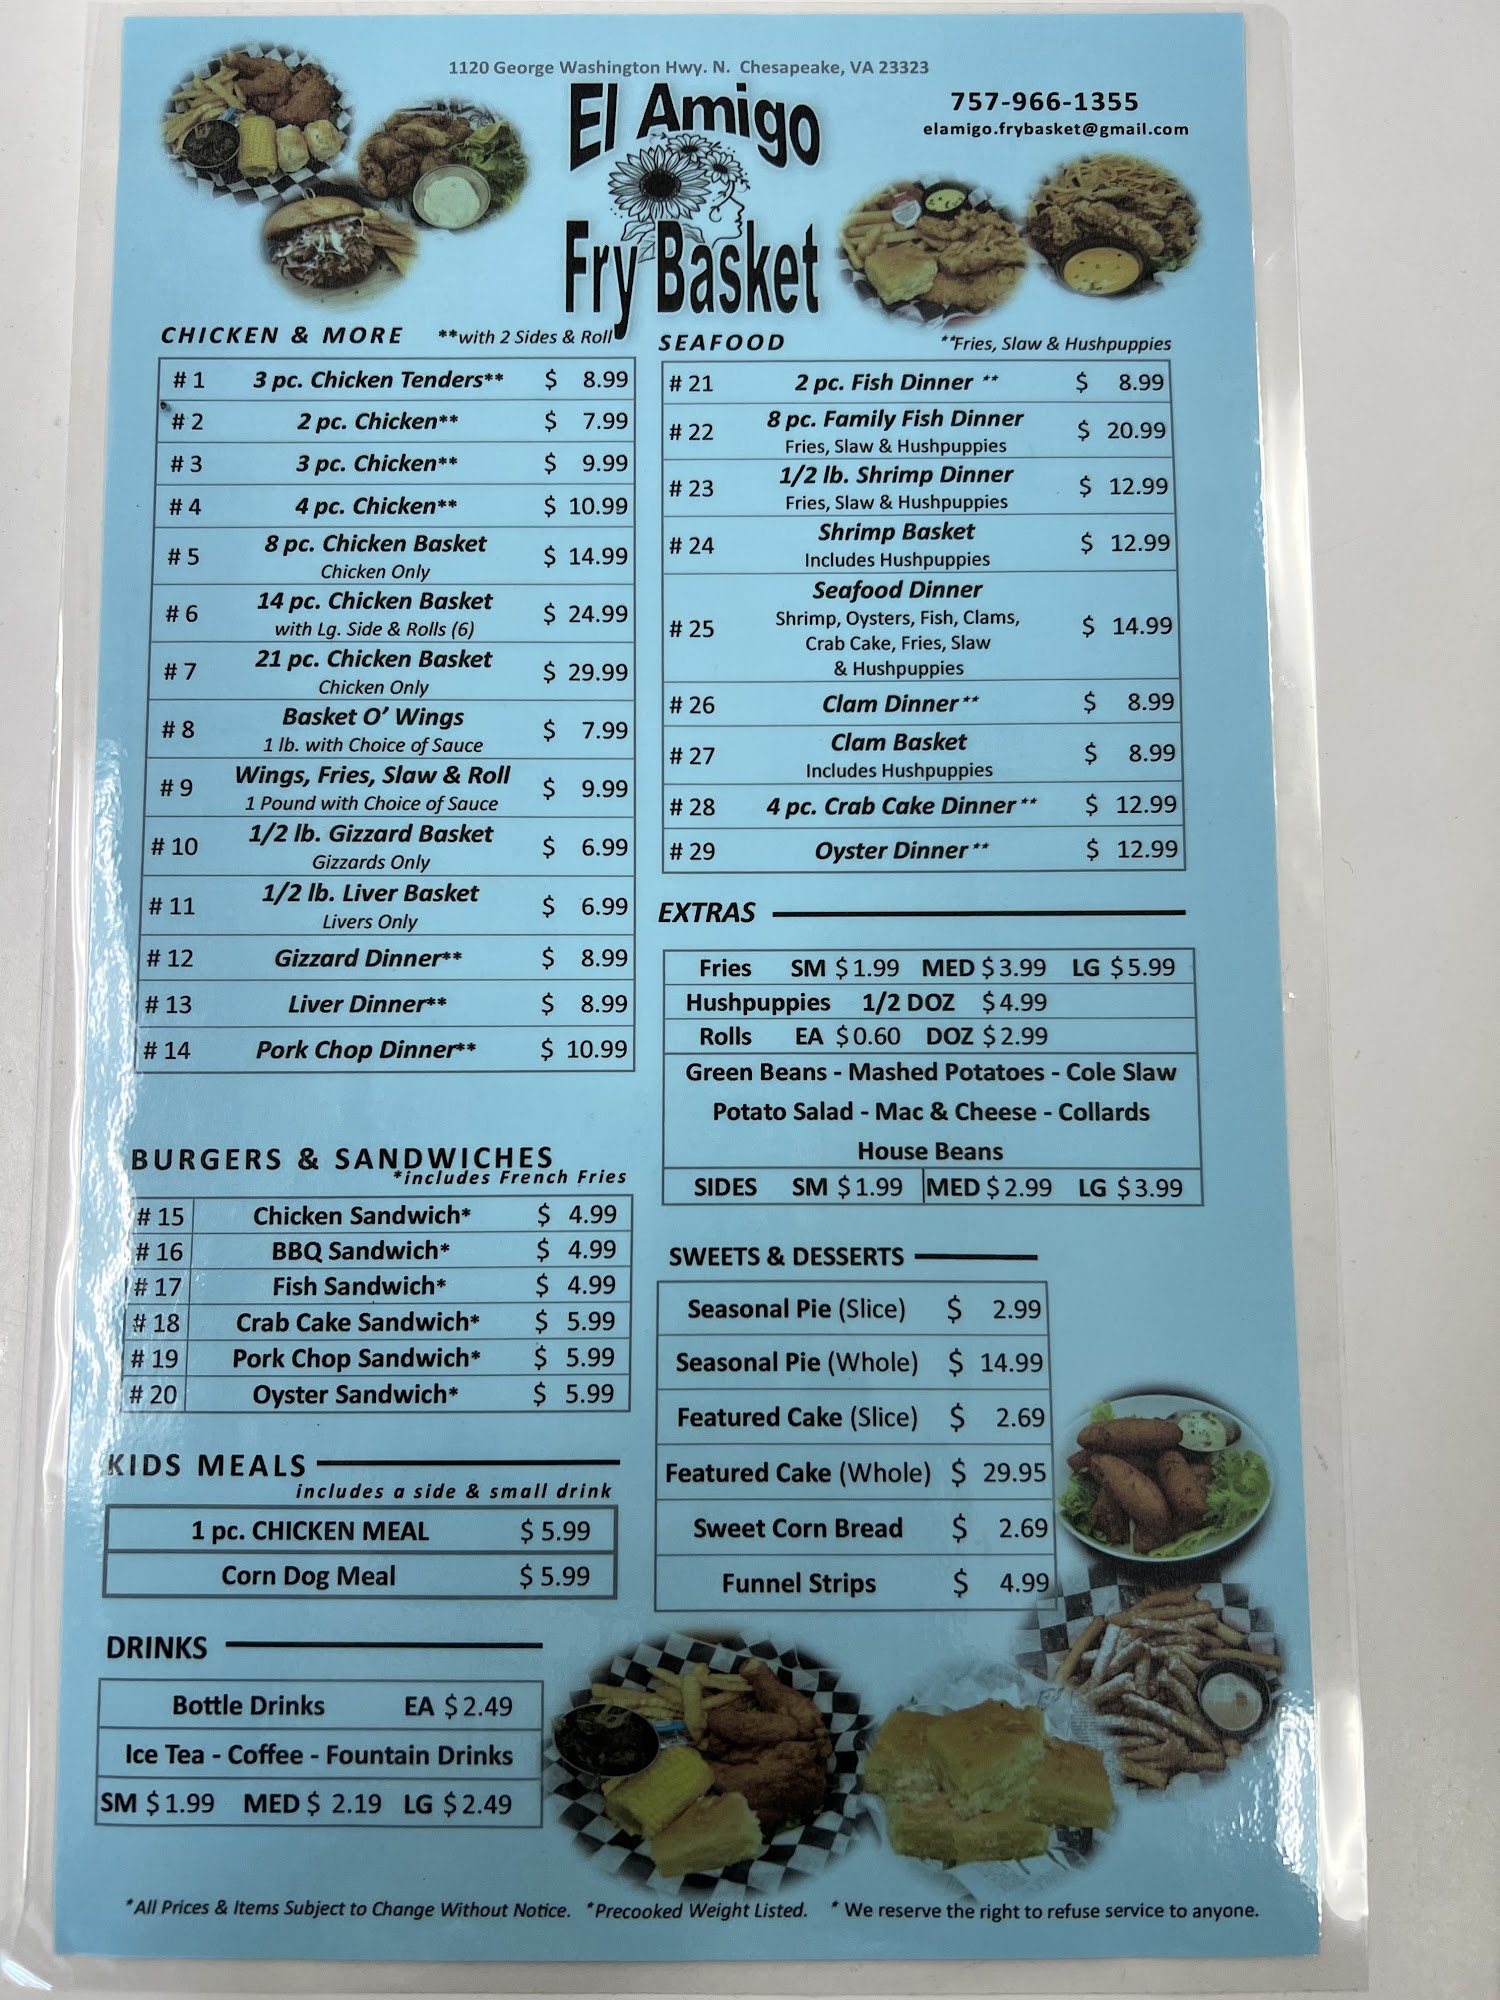 1120 George Washington Hwy. N.  Chesapeake, VA 23323
El Amigo
Fry Basket
757-966-1355
elamigo.frybasket@gmail.com
CHICKEN & MORE **with 2 Sides & Roll
# 1 3 pc. Chicken Tenders** $ 8.99
# 2 2 pc. Chicken** $ 7.99
# 3 3 pc. Chicken** $ 9.99
# 4 4 pc. Chicken** $ 10.99
# 5 8 pc. Chicken Basket $ 14.99
Chicken Only
# 6 14 pc. Chicken Basket $ 24.99
with Lg. Side & Rolls (6)
# 7 21 pc. Chicken Basket $ 29.99
Chicken Only
# 8 Basket O’ Wings $ 7.99
1 lb. with Choice of Sauce
# 9 Wings, Fries, Slaw & Roll $ 9.99
1 Pound with Choice of Sauce
# 10 1/2 lb. Gizzard Basket $ 6.99
Gizzards Only
# 11 1/2 lb. Liver Basket $ 6.99
Livers Only
# 12 Gizzard Dinner** $ 8.99
# 13 Liver Dinner** $ 8.99
# 14 Pork Chop Dinner** $ 10.99
BURGERS & SANDWICHES
*includes French Fries
# 15 Chicken Sandwich* $ 4.99
# 16 BBQ Sandwich* $ 4.99
# 17 Fish Sandwich* $ 4.99
# 18 Crab Cake Sandwich* $ 5.99
# 19 Pork Chop Sandwich* $ 5.99
# 20 Oyster Sandwich* $ 5.99
KIDS MEALS
includes a side & small drink
1 pc. CHICKEN MEAL $ 5.99
Corn Dog Meal $ 5.99
DRINKS
Bottle Drinks EA $ 2.49
Ice Tea - Coffee - Fountain Drinks
SM $ 1.99 MED $ 2.19 LG $ 2.49
SEAFOOD **Fries, Slaw & Hushpuppies
# 21 2 pc. Fish Dinner ** $ 8.99
# 22 8 pc. Family Fish Dinner $ 20.99
Fries, Slaw & Hushpuppies
# 23 1/2 lb. Shrimp Dinner $ 12.99
Fries, Slaw & Hushpuppies
# 24 Shrimp Basket $ 12.99
Includes Hushpuppies
# 25 Seafood Dinner $ 14.99
Shrimp, Oysters, Fish, Clams,
Crab Cake, Fries, Slaw
& Hushpuppies
# 26 Clam Dinner** $ 8.99
# 27 Clam Basket $ 8.99
Includes Hushpuppies
# 28 4 pc. Crab Cake Dinner** $ 12.99
# 29 Oyster Dinner** $ 12.99
EXTRAS
Fries SM $ 1.99 MED $ 3.99 LG $ 5.99
Hushpuppies 1/2 DOZ $ 4.99
Rolls EA $ 0.60 DOZ $ 2.99
Green Beans - Mashed Potatoes - Cole Slaw
Potato Salad - Mac & Cheese - Collards
House Beans
SIDES SM $ 1.99 MED $ 2.99 LG $ 3.99
SWEETS & DESSERTS
Seasonal Pie (Slice) $ 2.99
Seasonal Pie (Whole) $ 14.99
Featured Cake (Slice) $ 2.69
Featured Cake (Whole) $ 29.95
Sweet Corn Bread $ 2.69
Funnel Strips $ 4.99
*All Prices & Items Subject to Change Without Notice. *Precooked Weight Listed. * We reserve the right to refuse service to anyone.